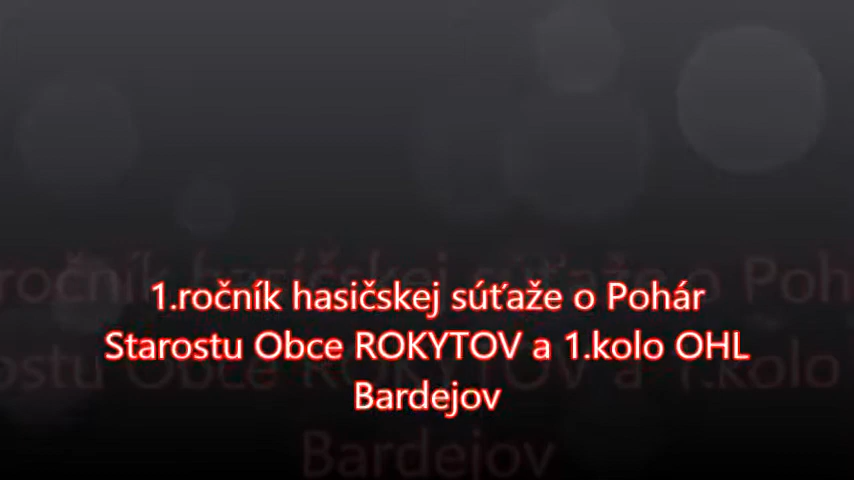 1.ročník hasičskej súťaže o Pohár
Starostu Obce ROKYTOV a 1.kolo OHL
Bardejov